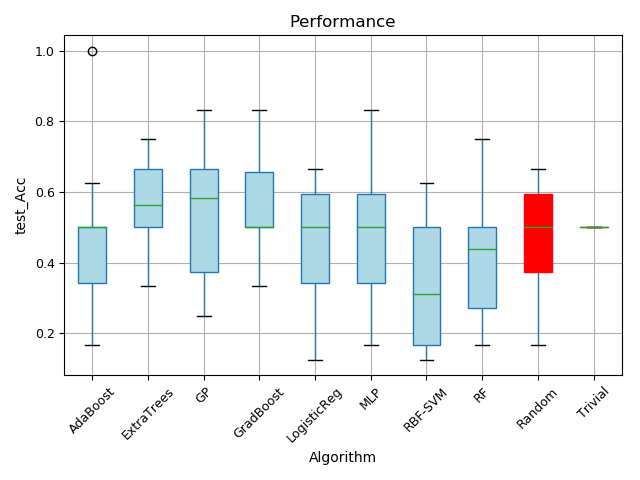 Performance
1.0
0.8
0.6
0.4
0.2
test_Acc
AdaBoost
ExtraTrees
GP
GradBoost
LogisticReg
MLP
RBF-SVM
RF
Random
Trivial
Algorithm